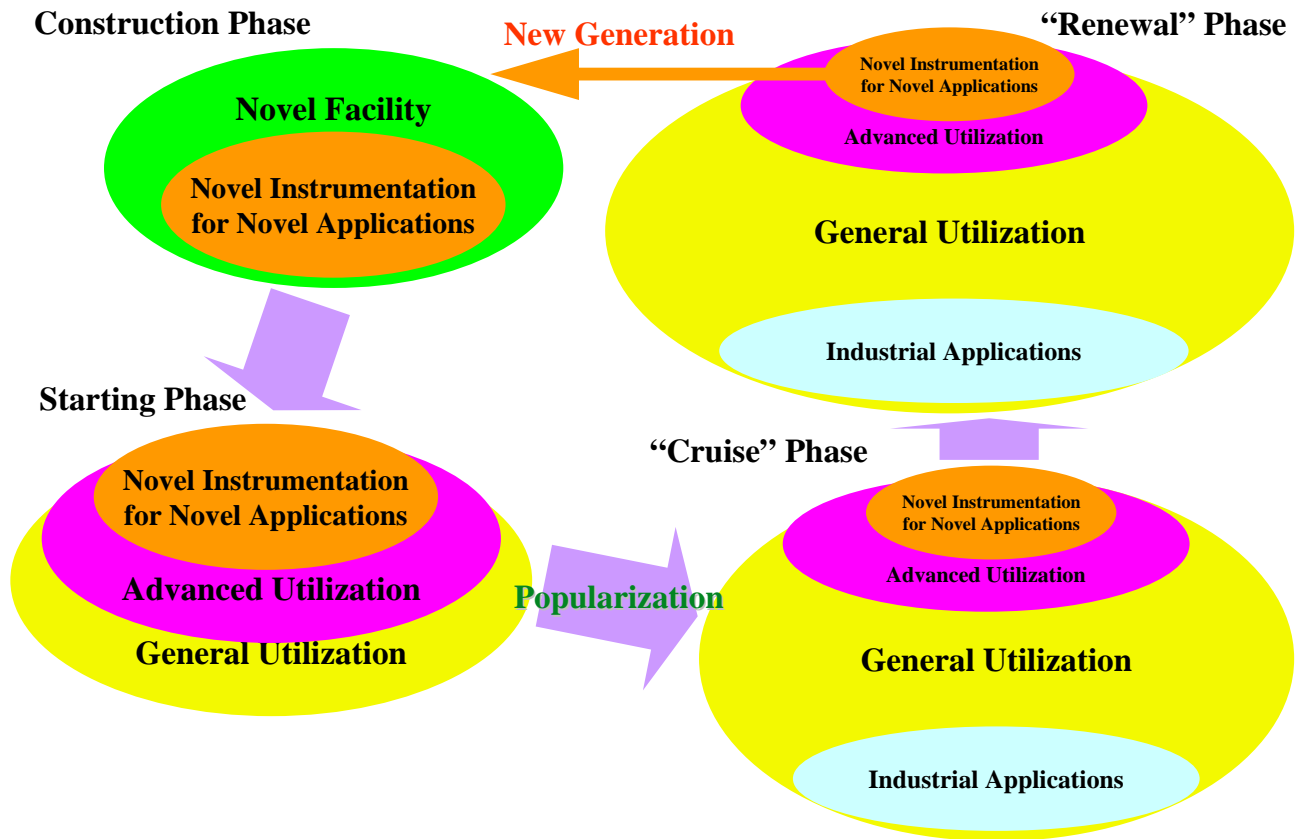 Construction Phase
New Generation
“Renewal” Phase
Novel Facility
Novel Instrumentation
for Novel Applications
Novel Instrumentation
for Novel Applications
Advanced Utilization
General Utilization
Industrial Applications
Starting Phase
Novel Instrumentation
for Novel Applications
Advanced Utilization
General Utilization
Popularization
“Cruise” Phase
Novel Instrumentation
for Novel Applications
Advanced Utilization
General Utilization
Industrial Applications